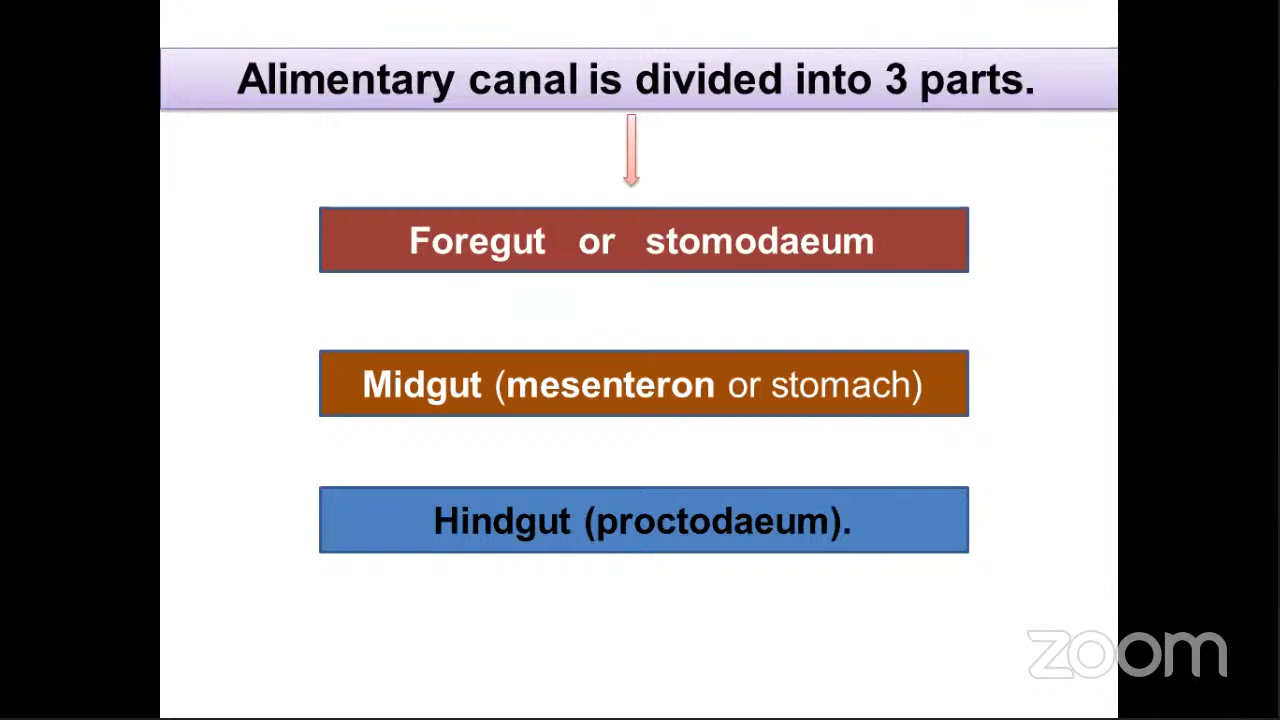 Alimentary canal is divided into 3 parts.
Foregut or stomodaeum
Midgut (mesenteron or stomach)
Hindgut (proctodaeum).
zoom